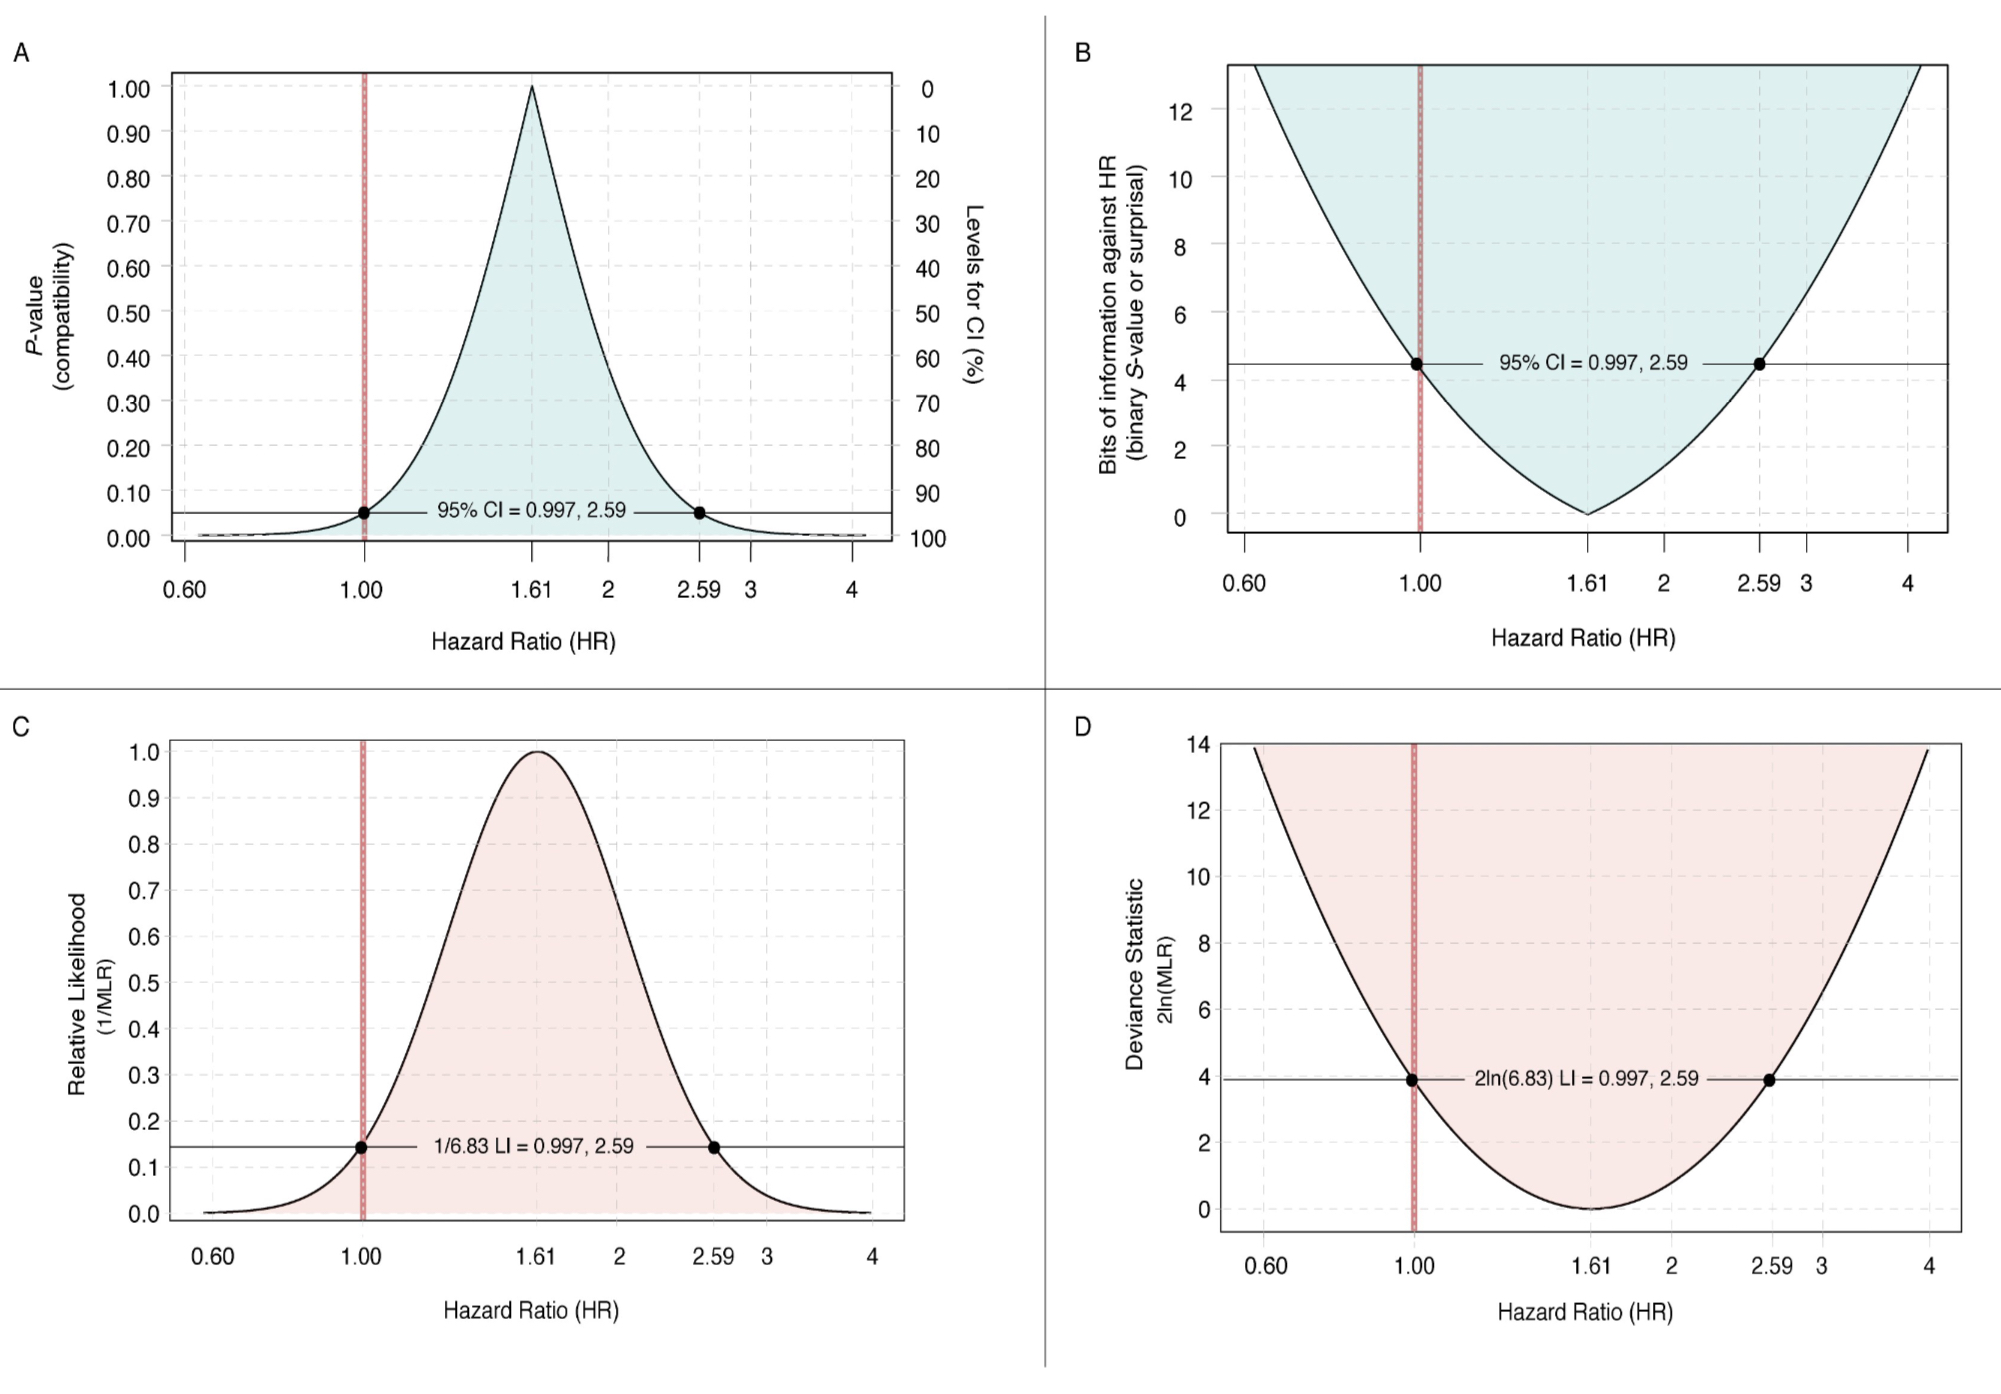 A
1.00
0.90
0.80
0.70
0.60
0.50
0.40
0.30
0.20
0.10
0.00
P-value
(compatibility)
0
10
20
30
40
50
60
70
80
90
100
Levels for CI (%)
95% CI = 0.997, 2.59
0.60 1.00 1.61 2 2.59 3 4
Hazard Ratio (HR)
B
12
10
8
6
4
2
0
Bits of information against HR
(binary S-value or surprisal)
95% CI = 0.997, 2.59
0.60 1.00 1.61 2 2.59 3 4
Hazard Ratio (HR)
C
1.0
0.9
0.8
0.7
0.6
0.5
0.4
0.3
0.2
0.1
0.0
Relative Likelihood
(1/MLR)
1/6.83 LI = 0.997, 2.59
0.60 1.00 1.61 2 2.59 3 4
Hazard Ratio (HR)
D
14
12
10
8
6
4
2
0
Deviance Statistic
2ln(MLR)
2ln(6.83) LI = 0.997, 2.59
0.60 1.00 1.61 2 2.59 3 4
Hazard Ratio (HR)